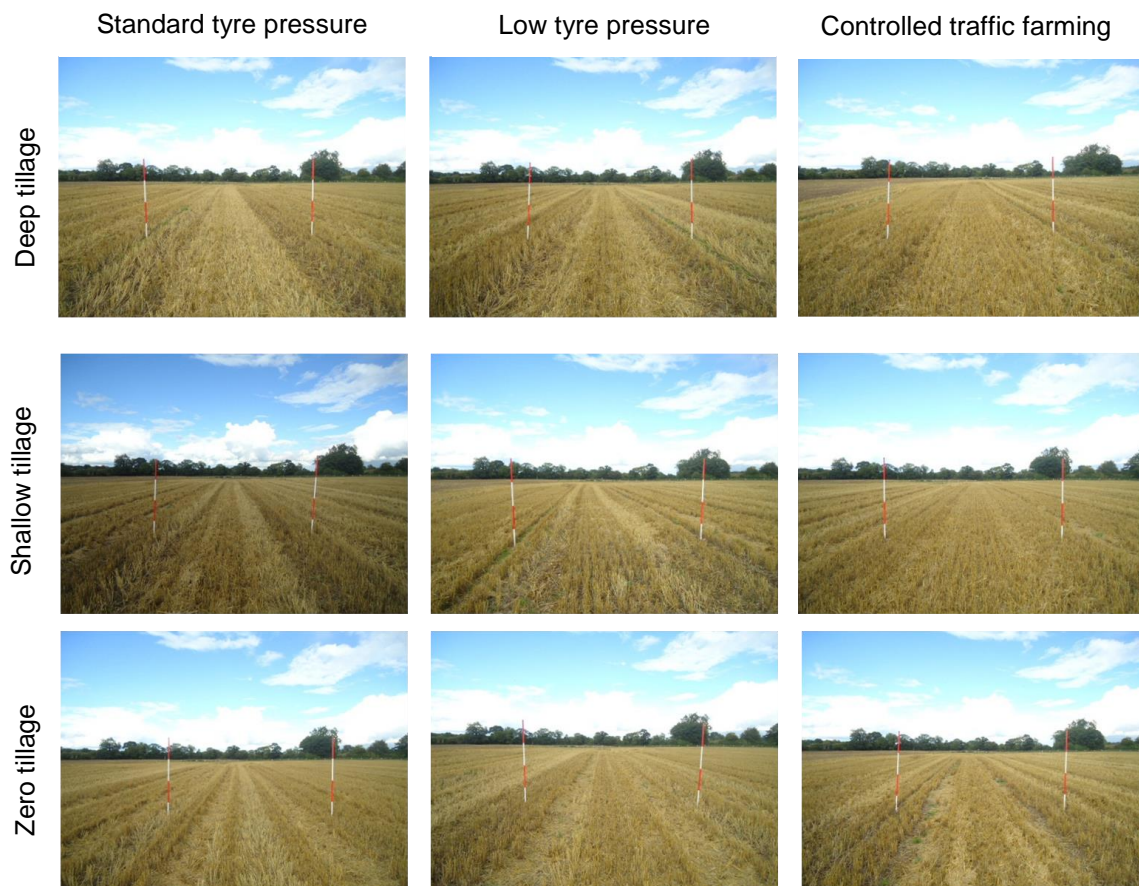 Standard tyre pressure
Low tyre pressure
Controlled traffic farming
Deep tillage
Shallow tillage
Zero tillage